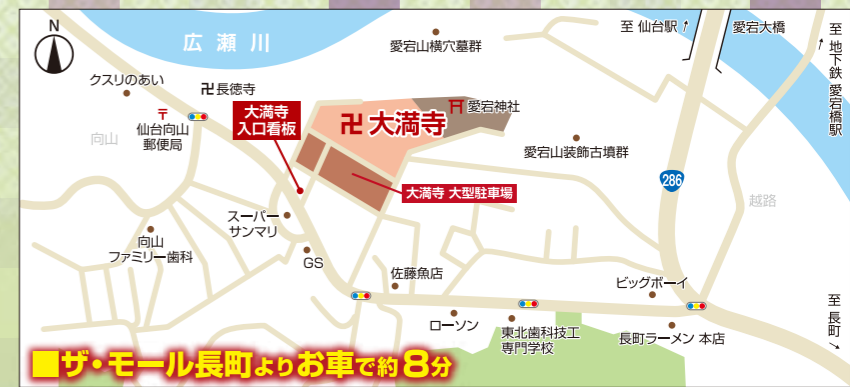 N
広瀬川
愛宕山横穴墓群
至 仙台駅↑
愛宕大橋
↑至 地下鉄 愛宕橋駅
クスリのあい
卍長徳寺
〒
仙台向山
郵便局
向山
大満寺
入口看板
卍 大満寺
愛宕神社
愛宕山装飾古墳群
286
越路
大満寺 大型駐車場
スーパー
サンマリ
向山
ファミリー歯科
GS
佐藤魚店
ビッグボーイ
ローソン
東北歯科技工
専門学校
長町ラーメン 本店
至 長町↓
■ザ・モール長町よりお車で約8分